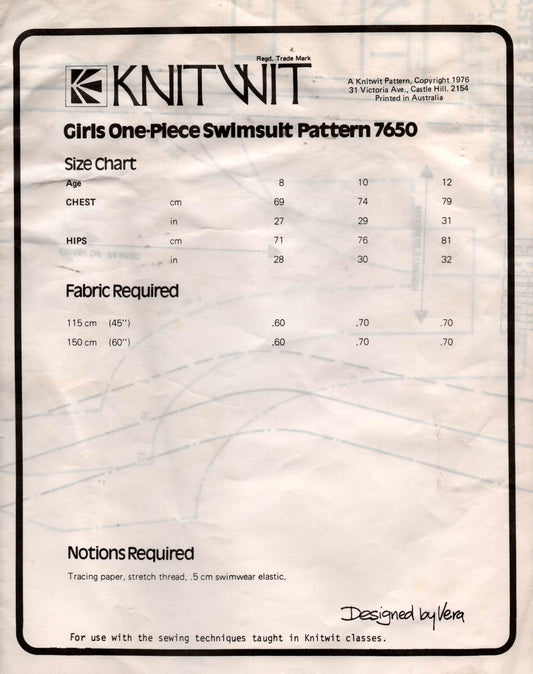 Regd. Trade Mark
KNITWIT
A Knitwit Pattern, Copyright 1976
31 Victoria Ave., Castle Hill. 2154
Printed in Australia
Girls One-Piece Swimsuit Pattern 7650
Size Chart
Age 8 10 12
CHEST cm 69 74 79
in 27 29 31
HIPS cm 71 76 81
in 28 30 32
GRAIN OF FABRIC
Fabric Required
115 cm (45'') .60 .70 .70
150 cm (60'') .60 .70 .70
Notions Required
Tracing paper, stretch thread, .5 cm swimwear elastic.
Designed by Vera
For use with the sewing techniques taught in Knitwit classes.